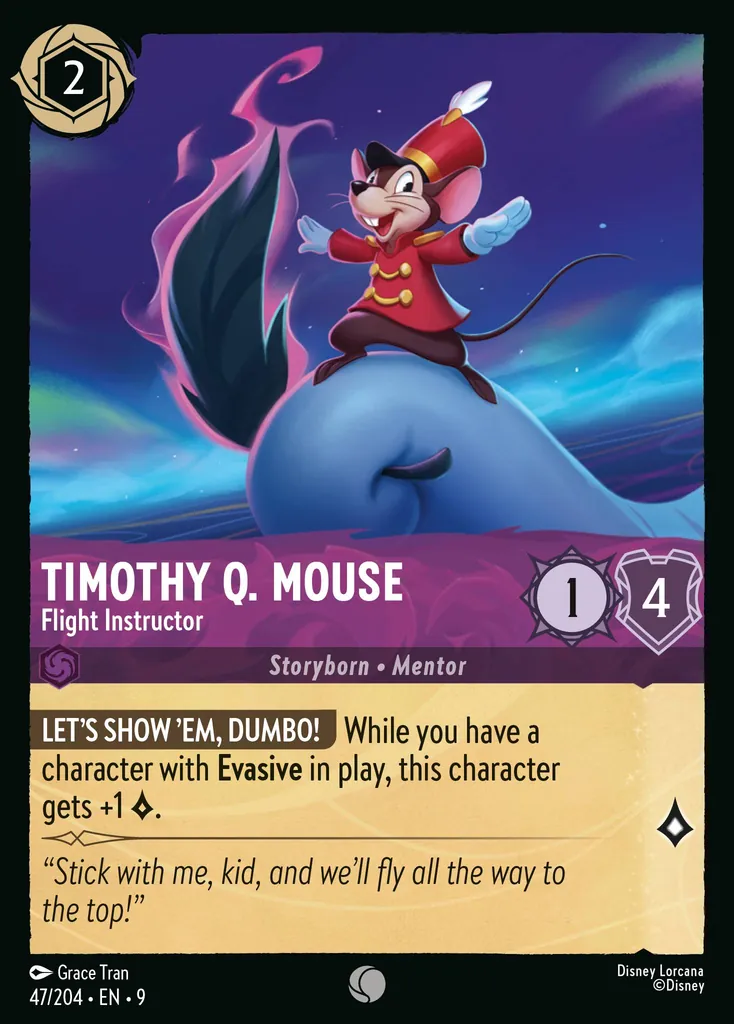 2
TIMOTHY Q. MOUSE
Flight Instructor
1
4
Storyborn • Mentor
LET’S SHOW ’EM, DUMBO! While you have a
character with Evasive in play, this character
gets +1 .
“Stick with me, kid, and we’ll fly all the way to
the top!”
Grace Tran
47/204 • EN • 9
Disney Lorcana
©Disney